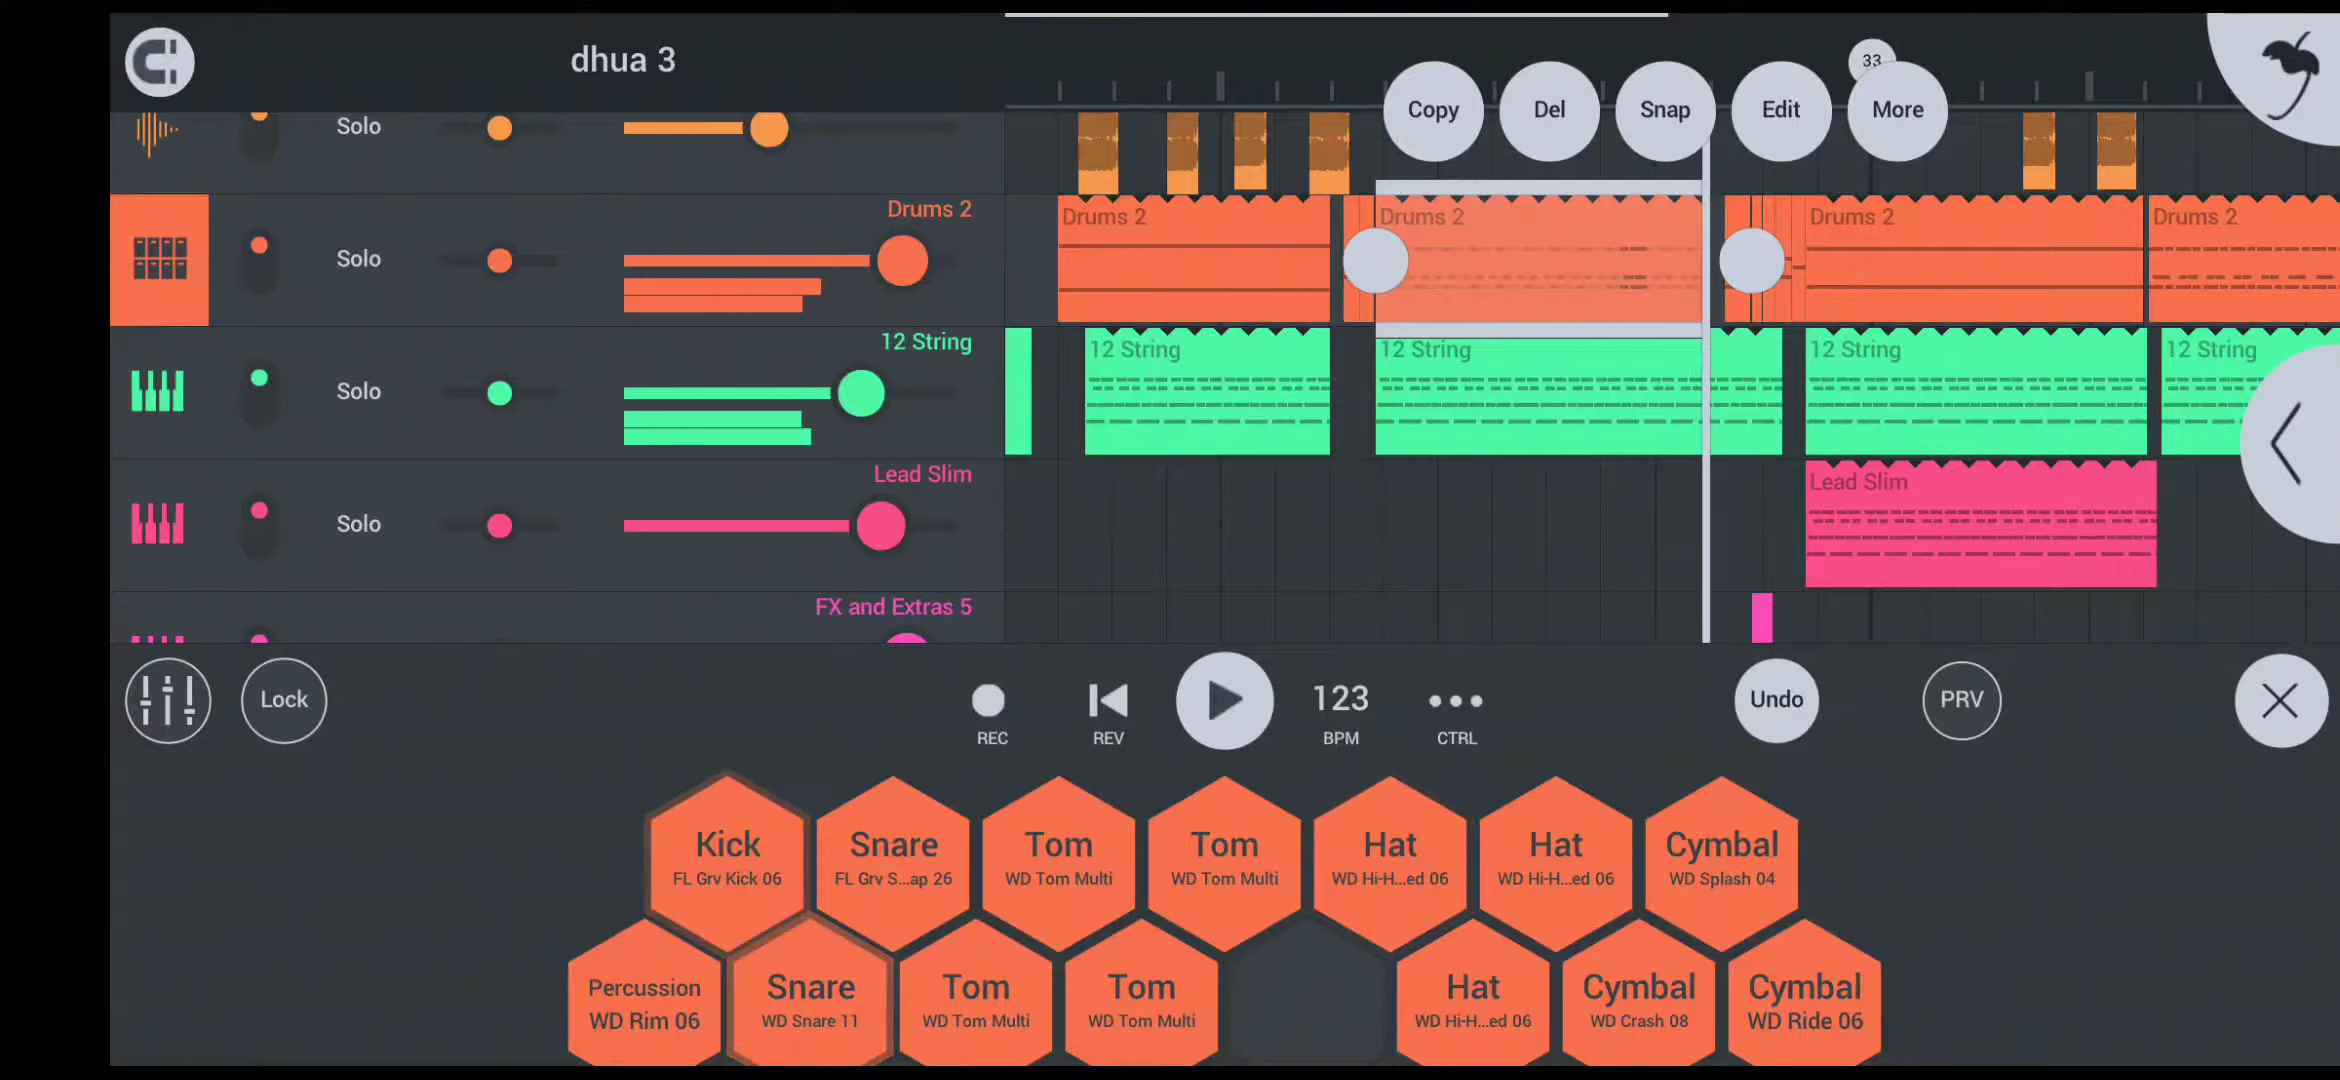 dhua 3
33
Copy
Del
Snap
Edit
More
Solo
Drums 2
Solo
Drums 2
Drums 2
Drums 2
Drums 2
12 String
Solo
12 String
12 String
12 String
12 String
Lead Slim
Solo
Lead Slim
FX and Extras 5
Lock
REC
REV
123
BPM
CTRL
Undo
PRV
Kick
FL Grv Kick 06
Snare
FL Grv S...ap 26
Tom
WD Tom Multi
Tom
WD Tom Multi
Hat
WD Hi-H...ed 06
Hat
WD Hi-H...ed 06
Cymbal
WD Splash 04
Percussion
WD Rim 06
Snare
WD Snare 11
Tom
WD Tom Multi
Tom
WD Tom Multi
Hat
WD Hi-H...ed 06
Cymbal
WD Crash 08
Cymbal
WD Ride 06